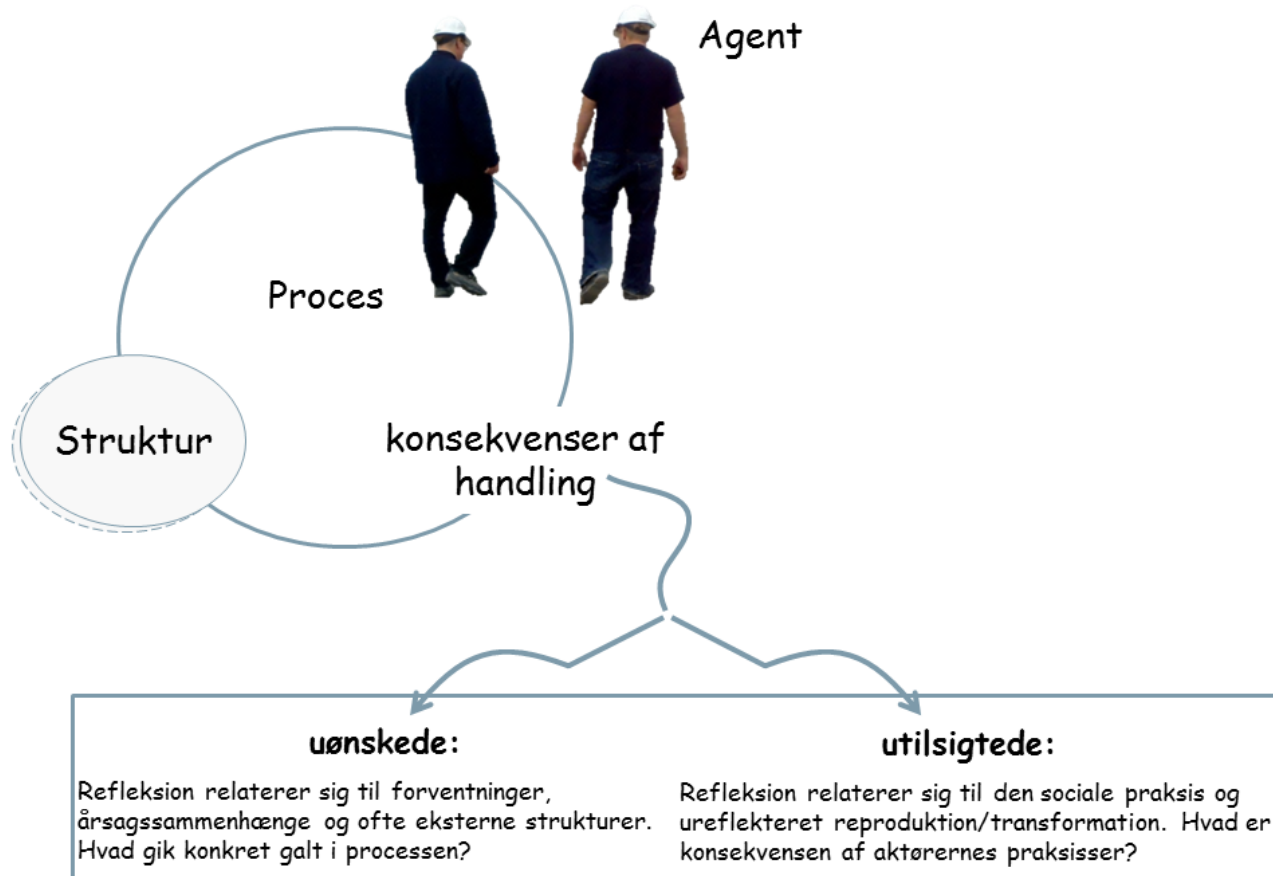 Agent
Proces
Struktur
konsekvenser af
handling
uønskede:
Refleksion relaterer sig til forventninger,
årsagssammenhænge og ofte eksterne strukturer.
Hvad gik konkret galt i processen?
utilsigtede:
Refleksion relaterer sig til den sociale praksis og
ureflekteret reproduktion/transformation. Hvad er
konsekvensen af aktørernes praksisser?